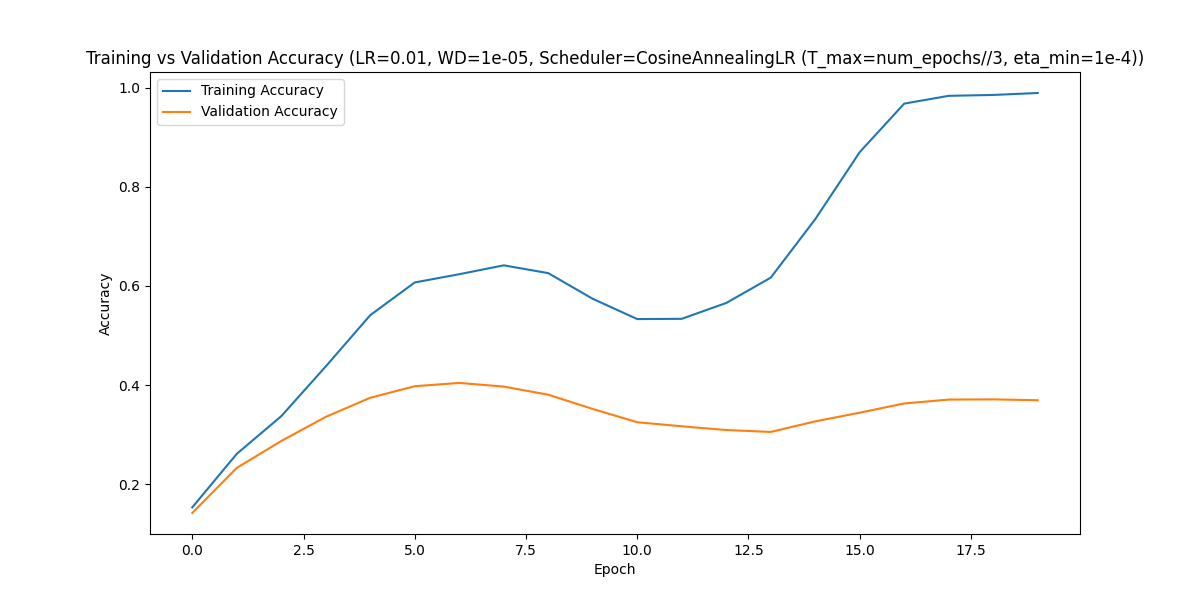 Training vs Validation Accuracy (LR=0.01, WD=1e-05, Scheduler=CosineAnnealingLR (T_max=num_epochs//3, eta_min=1e-4))
Training Accuracy
Validation Accuracy
1.0
0.8
0.6
0.4
0.2
Accuracy
0.0 2.5 5.0 7.5 10.0 12.5 15.0 17.5
Epoch